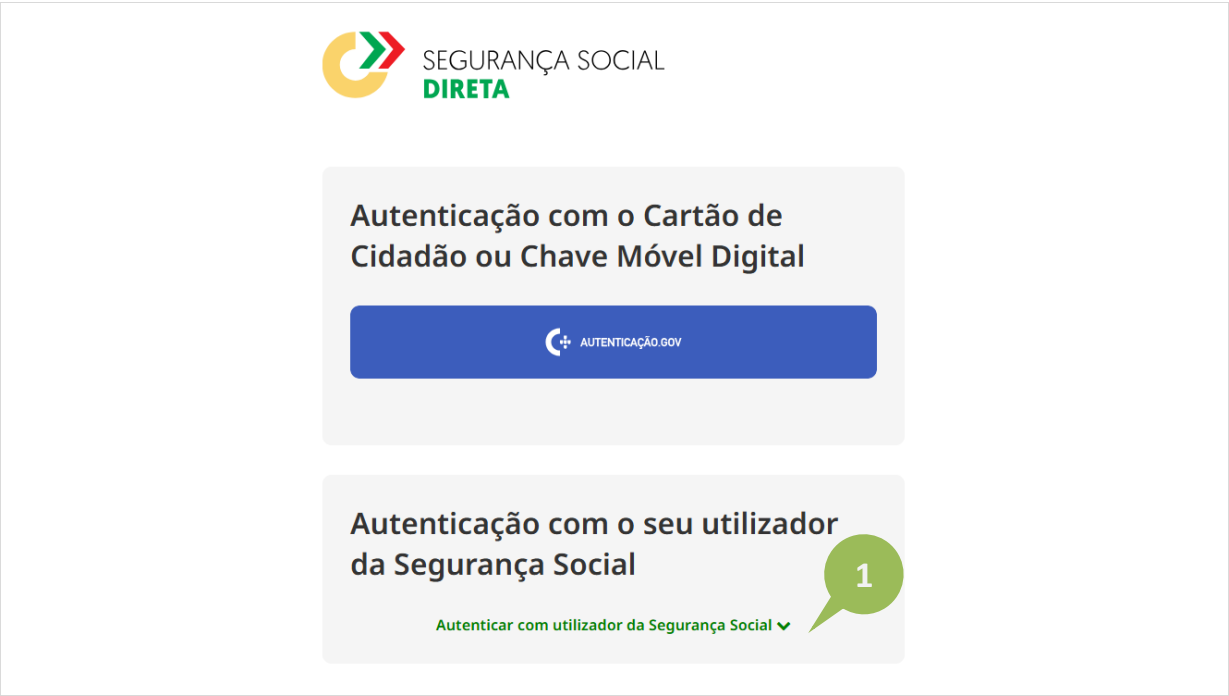 SEGURANÇA SOCIAL
DIRETA
Autenticação com o Cartão de
Cidadão ou Chave Móvel Digital
AUTENTICAÇÃO.GOV
Autenticação com o seu utilizador
da Segurança Social
1
Autenticar com utilizador da Segurança Social